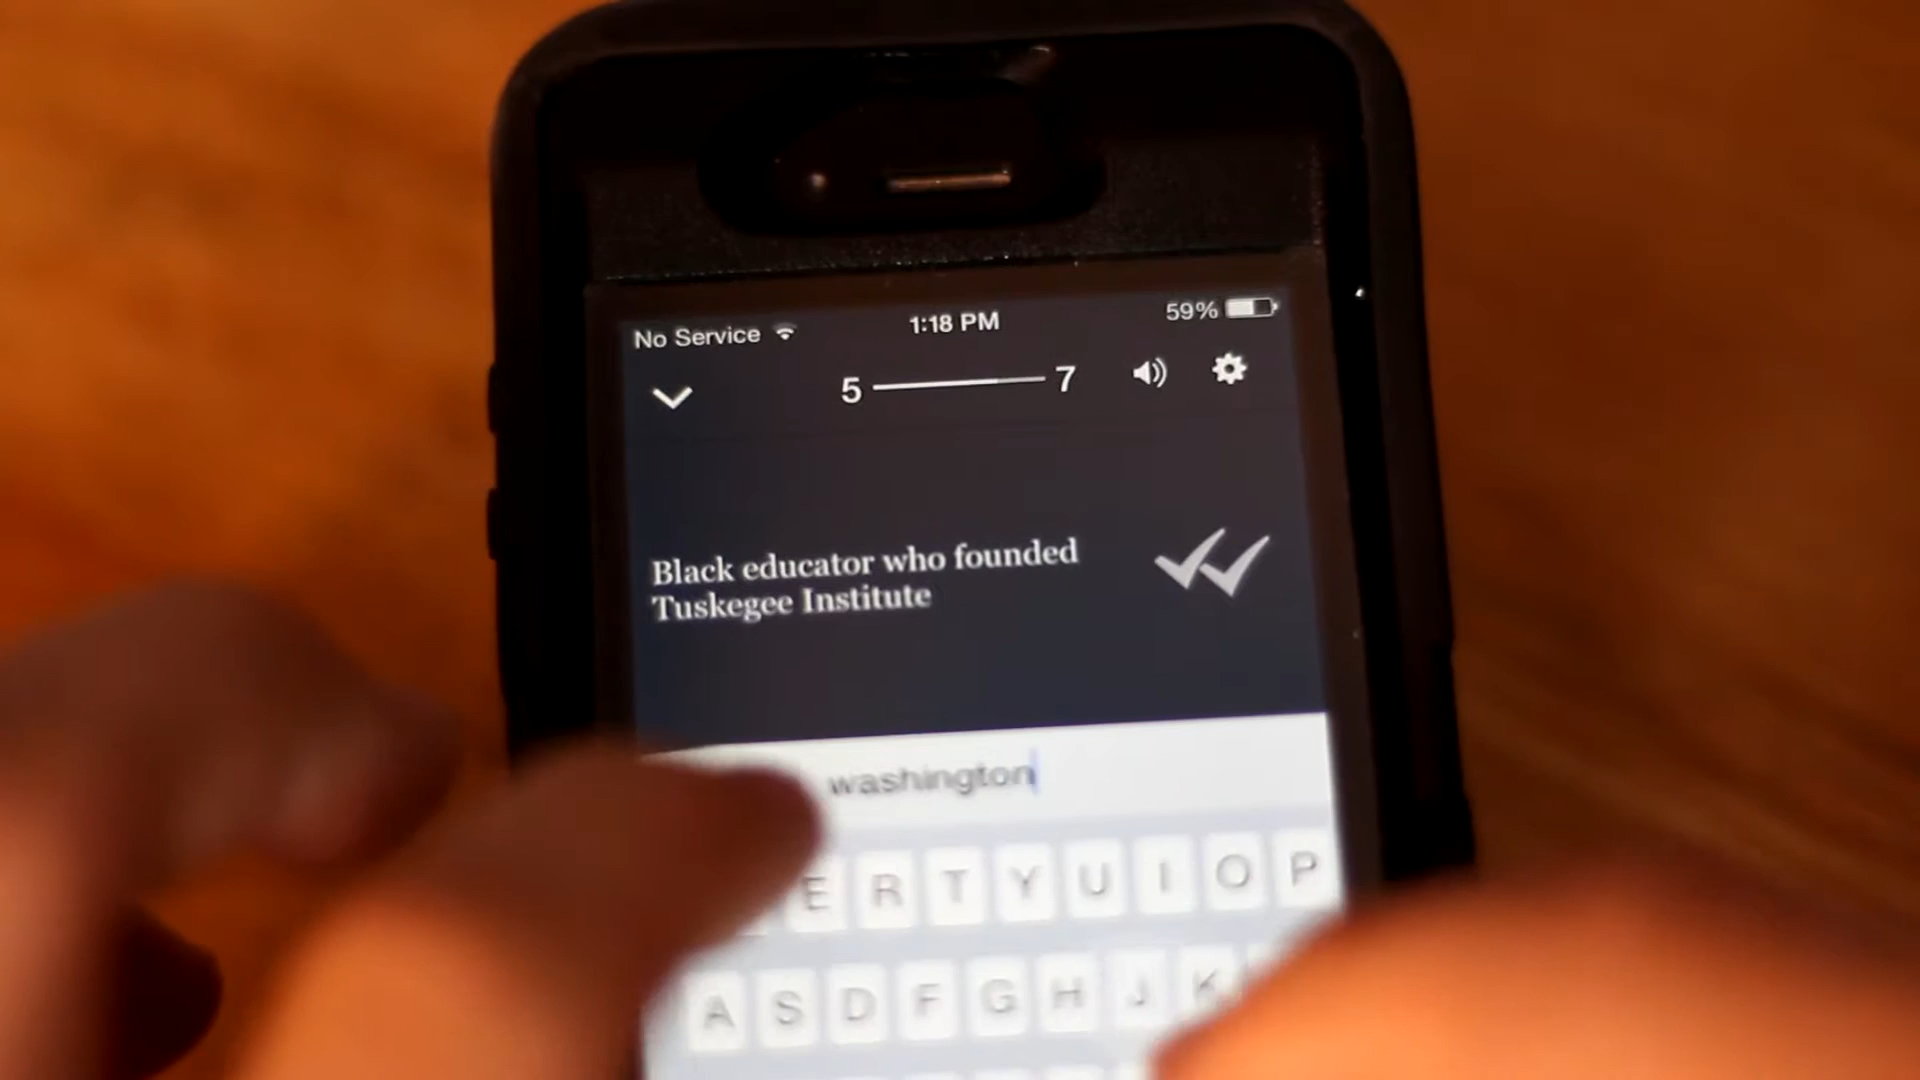 No Service 1:18 PM 59%
5 7
Black educator who founded
Tuskegee Institute
washington
E R T Y U I O P
A S D F G H J K